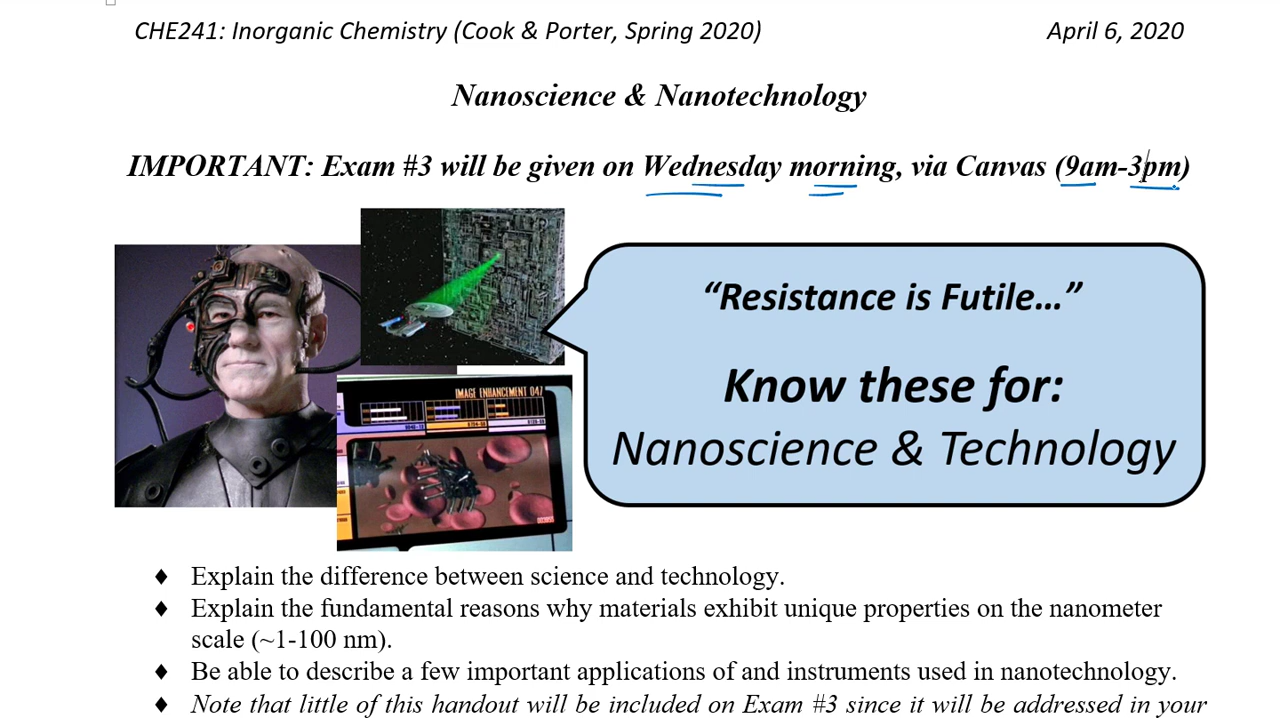 CHE241: Inorganic Chemistry (Cook & Porter, Spring 2020) April 6, 2020
Nanoscience & Nanotechnology
IMPORTANT: Exam #3 will be given on Wednesday morning, via Canvas (9am-3pm)
IMAGE ENHANCEMENT 047
“Resistance is Futile…”
Know these for:
Nanoscience & Technology
♦ Explain the difference between science and technology.
♦ Explain the fundamental reasons why materials exhibit unique properties on the nanometer
scale (~1-100 nm).
♦ Be able to describe a few important applications of and instruments used in nanotechnology.
♦ Note that little of this handout will be included on Exam #3 since it will be addressed in your